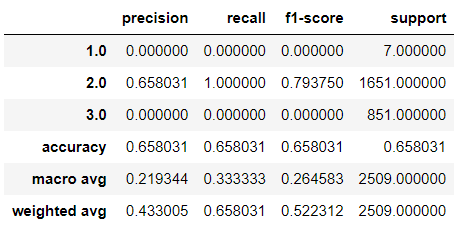 precision recall f1-score support
1.0 0.000000 0.000000 0.000000 7.000000
2.0 0.658031 1.000000 0.793750 1651.000000
3.0 0.000000 0.000000 0.000000 851.000000
accuracy 0.658031 0.658031 0.658031 0.658031
macro avg 0.219344 0.333333 0.264583 2509.000000
weighted avg 0.433005 0.658031 0.522312 2509.000000